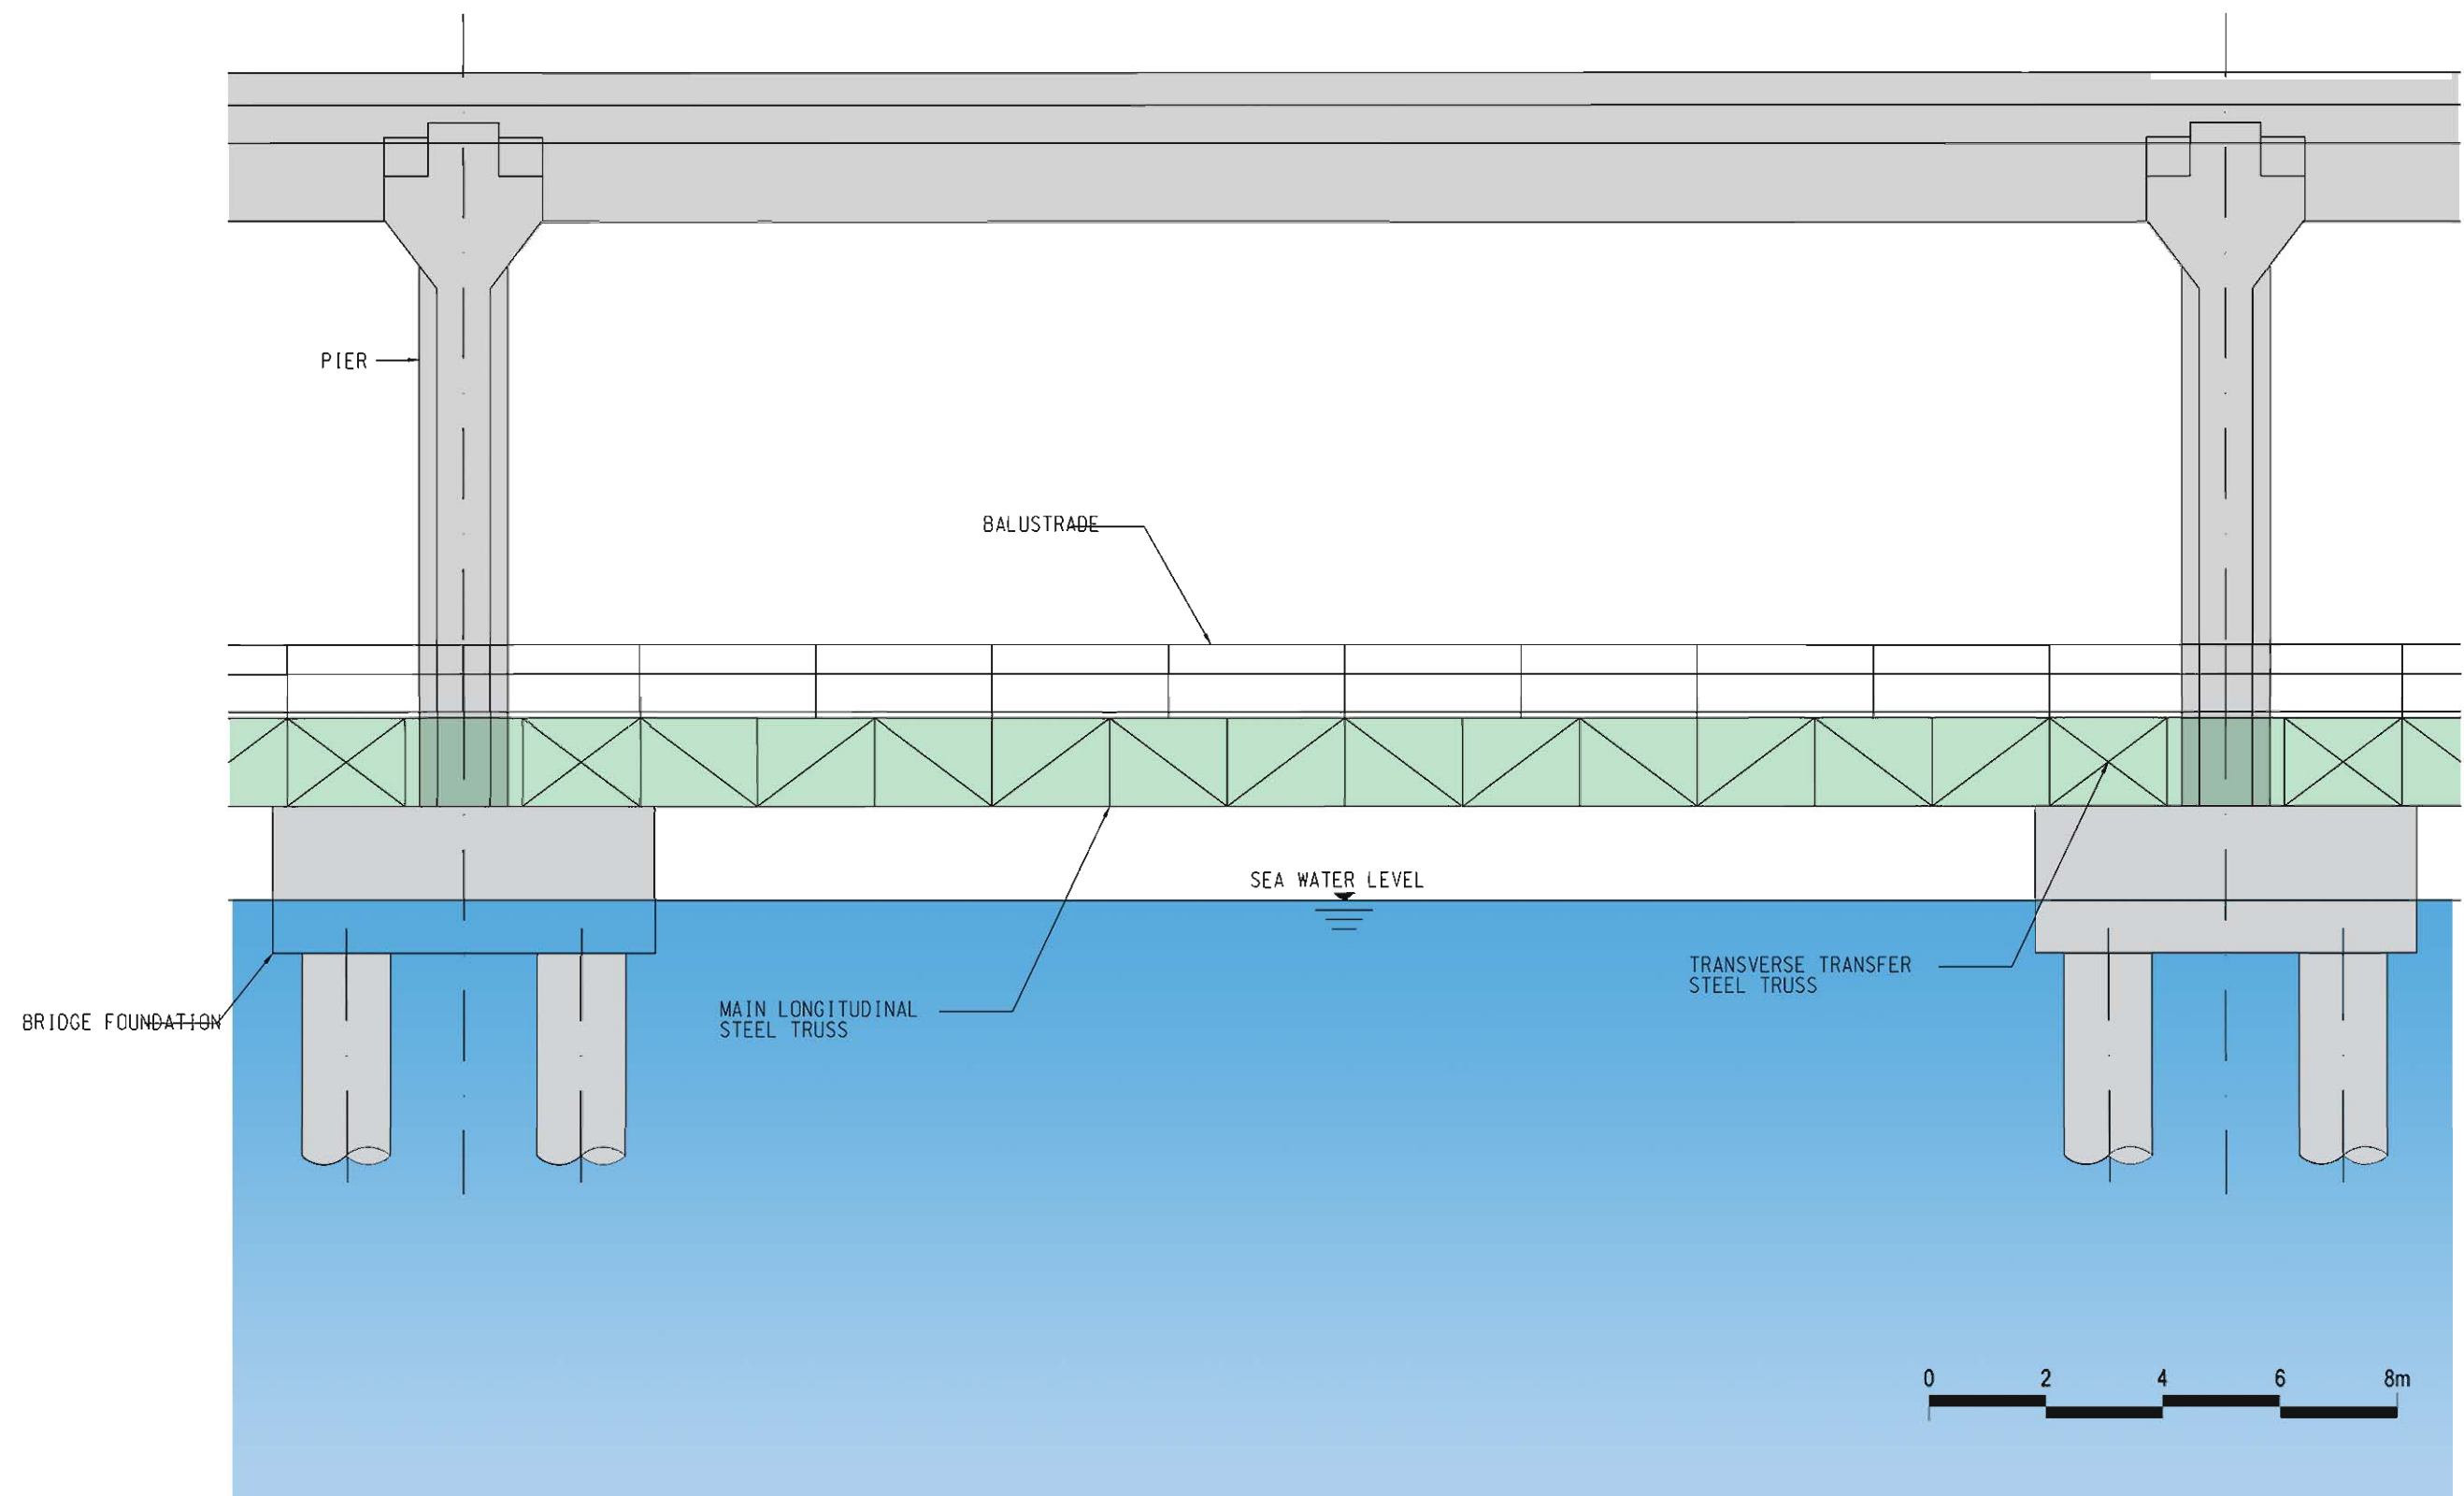 PIER
BALUSTRADE
SEA WATER LEVEL
TRANSVERSE TRANSFER
STEEL TRUSS
MAIN LONGITUDINAL
STEEL TRUSS
BRIDGE FOUNDATION
0 2 4 6 8m